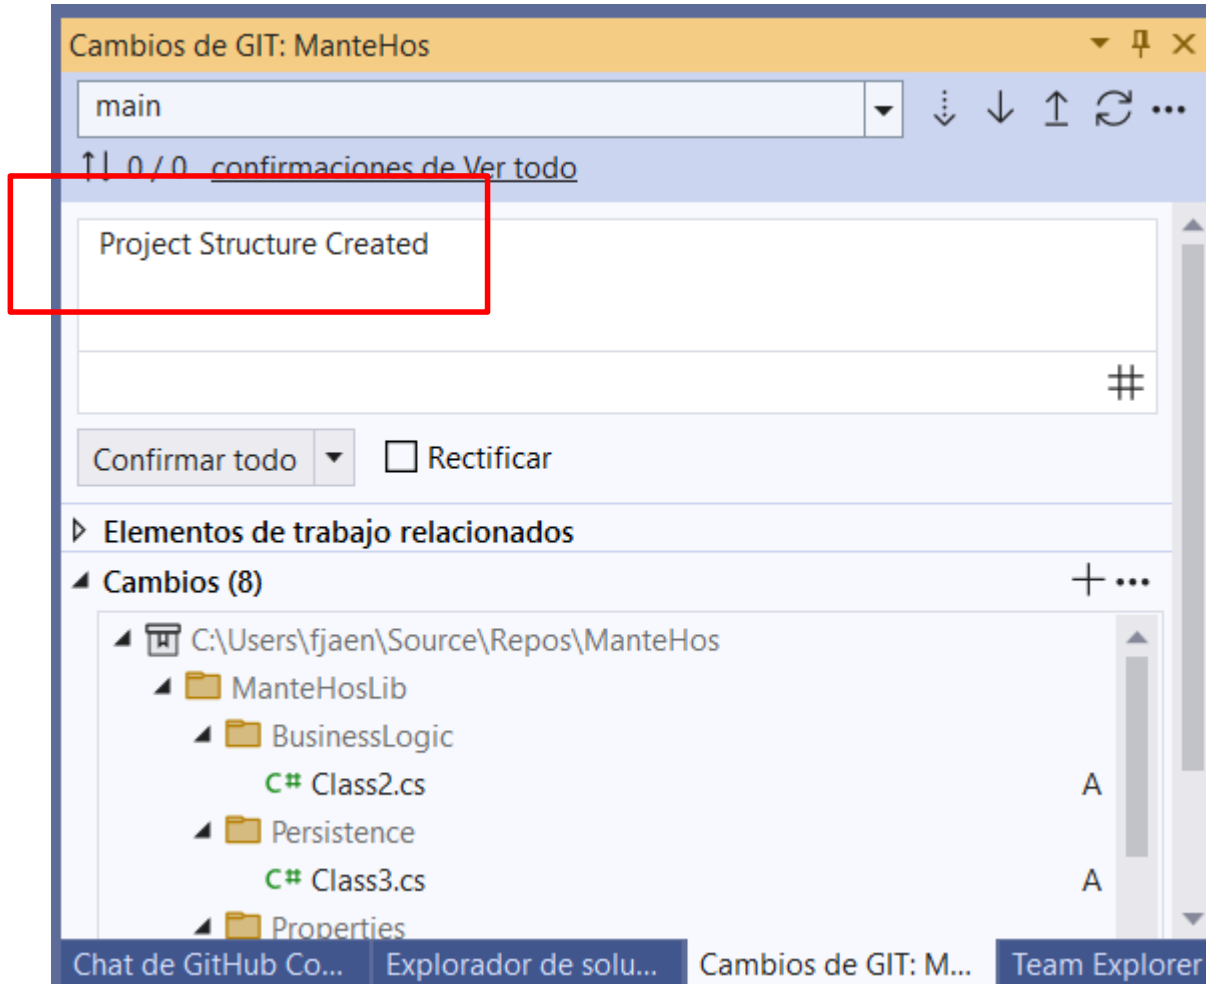 Cambios de GIT: ManteHos
main
0 / 0 confirmaciones de Ver todo
Project Structure Created
Confirmar todo
Rectificar
Elementos de trabajo relacionados
Cambios (8)
C:\Users\fjaen\Source\Repos\ManteHos
ManteHosLib
BusinessLogic
C# Class2.cs A
Persistence
C# Class3.cs A
Properties
Chat de GitHub Co... Explorador de solu... Cambios de GIT: M... Team Explorer